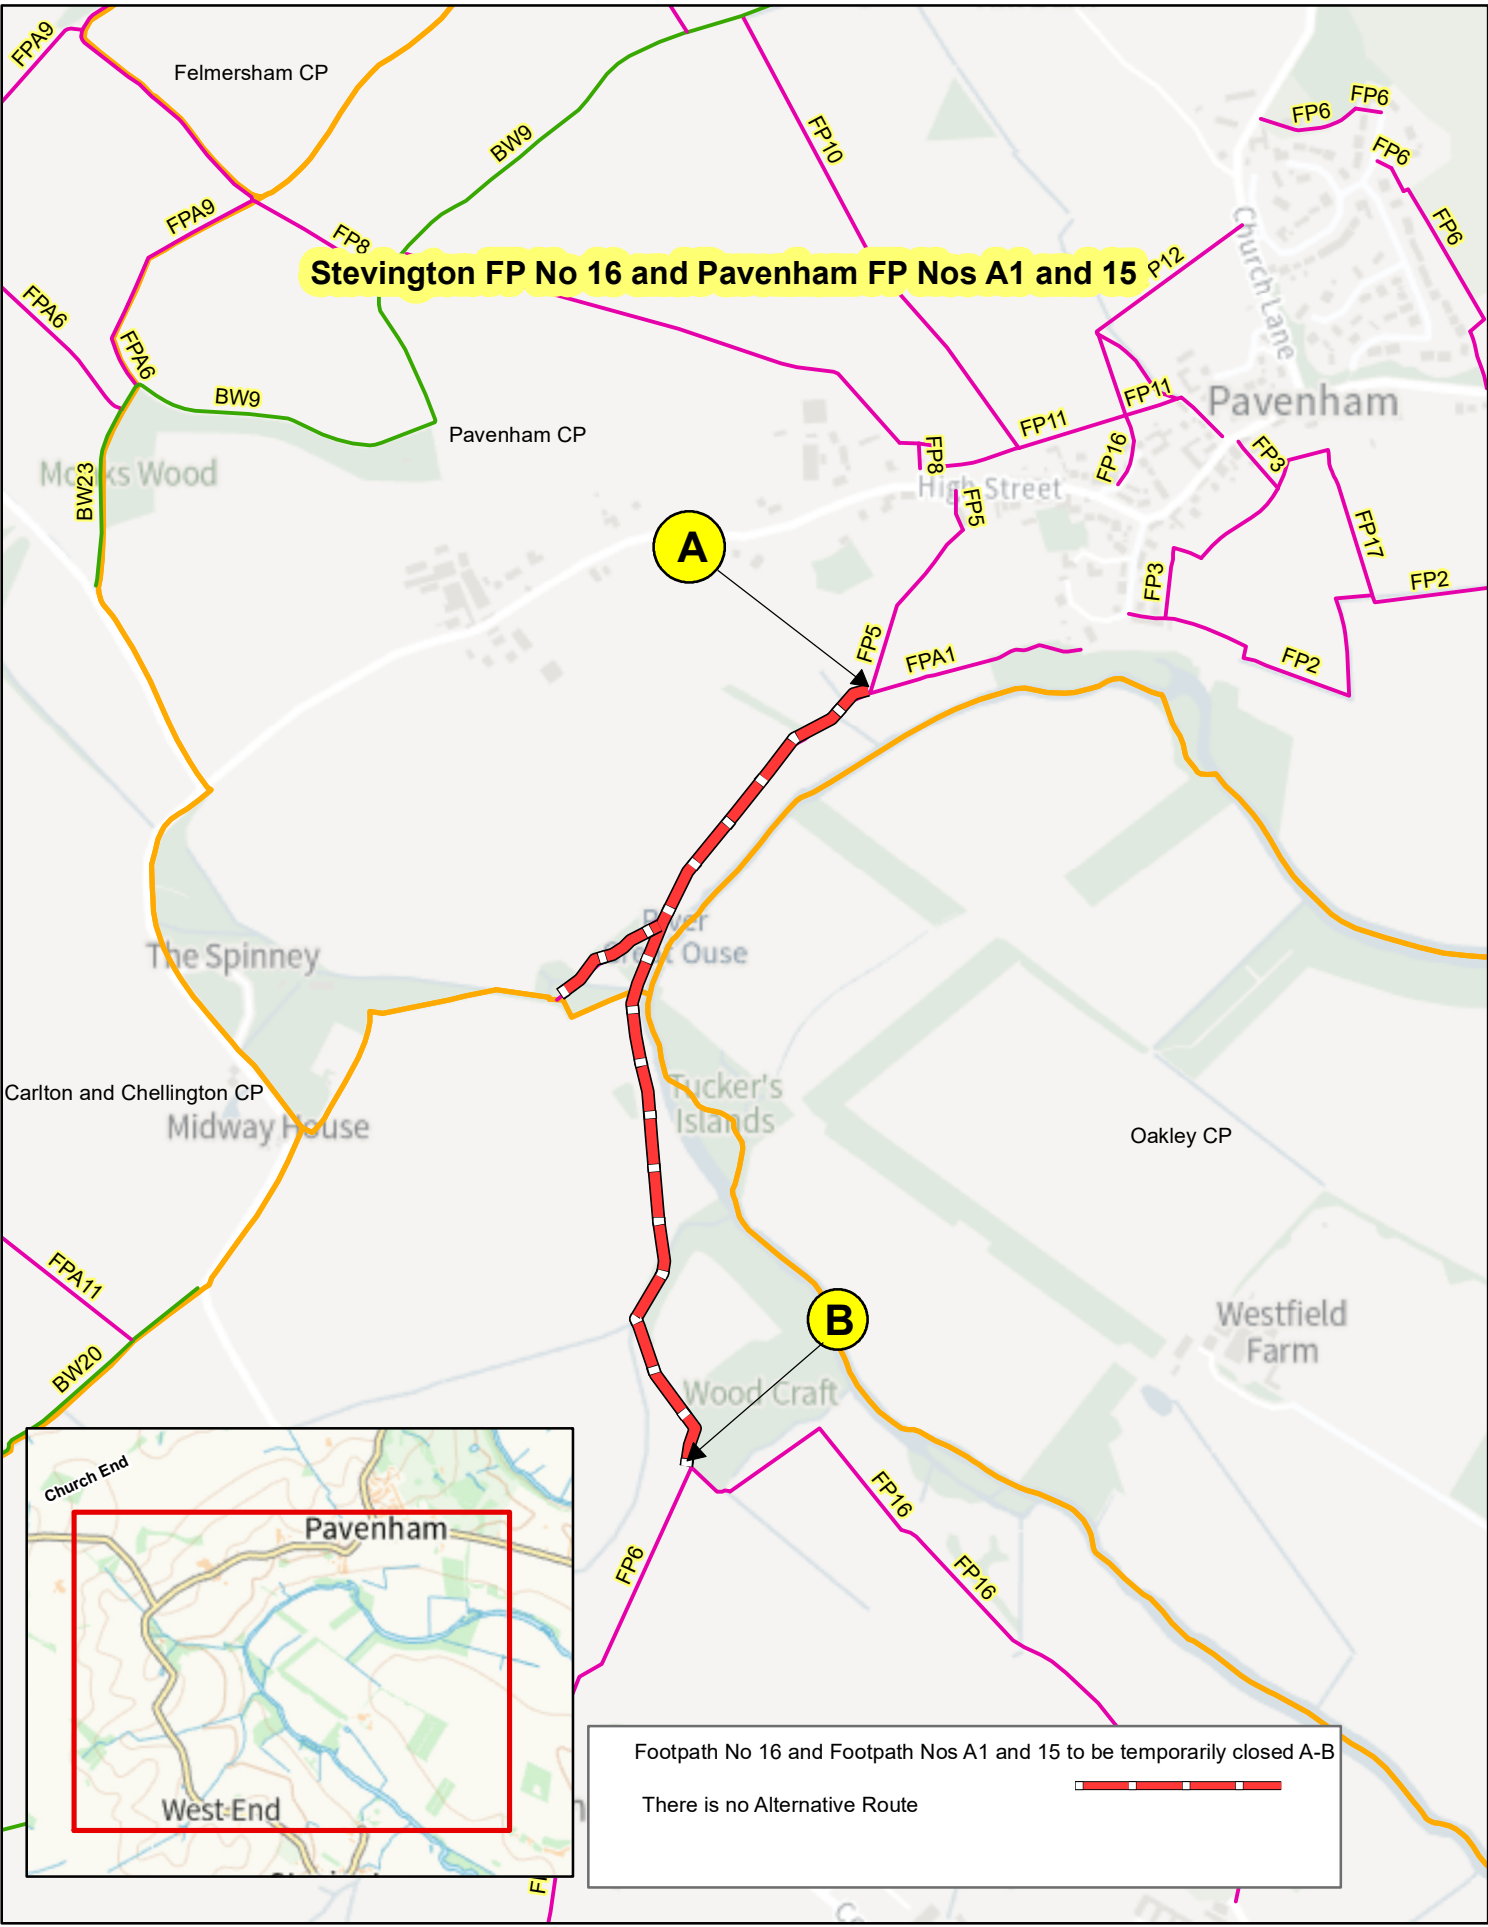 FPA9
Felmersham CP
BW9
FP10
FP6
FP6
FP6
FP6
FPA9
FP8
Stevington FP No 16 and Pavenham FP Nos A1 and 15
P12
Church Lane
FPA6
FPA6
BW9
Pavenham CP
FP11
FP11
Pavenham
FP8
FP16
FP3
Monks Wood
BW23
High Street
FP5
FP17
A
FP3
FP2
FP5
FPA1
FP2
River
Great Ouse
The Spinney
Carlton and Chellington CP
Midway House
Tucker's
Islands
Oakley CP
FPA11
BW20
B
Westfield
Farm
Wood Craft
FP16
FP6
FP16
Church End
Pavenham
West End
Footpath No 16 and Footpath Nos A1 and 15 to be temporarily closed A-B
There is no Alternative Route